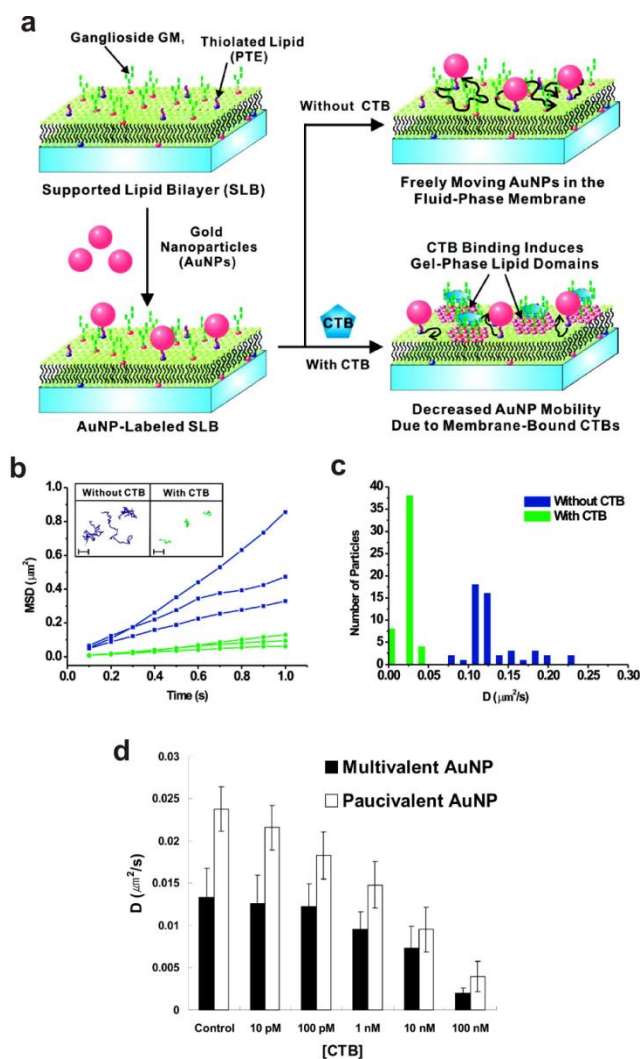 a
Ganglioside GM₁
Thiolated Lipid
(PTE)
Supported Lipid Bilayer (SLB)
Gold
Nanoparticles
(AuNPs)
AuNP-Labeled SLB
Without CTB
Freely Moving AuNPs in the
Fluid-Phase Membrane
CTB Binding Induces
Gel-Phase Lipid Domains
CTB
With CTB
Decreased AuNP Mobility
Due to Membrane-Bound CTBs
b
Without CTB
With CTB
MSD (μm²)
1.0
0.8
0.6
0.4
0.2
0.0
0.0 0.2 0.4 0.6 0.8 1.0
Time (s)
c
Without CTB
With CTB
Number of Particles
40
35
30
25
20
15
10
5
0
0.00 0.05 0.10 0.15 0.20 0.25 0.30
D (μm²/s)
d
Multivalent AuNP
Paucivalent AuNP
D (μm²/s)
0.03
0.025
0.02
0.015
0.01
0.005
0
Control 10 pM 100 pM 1 nM 10 nM 100 nM
[CTB]